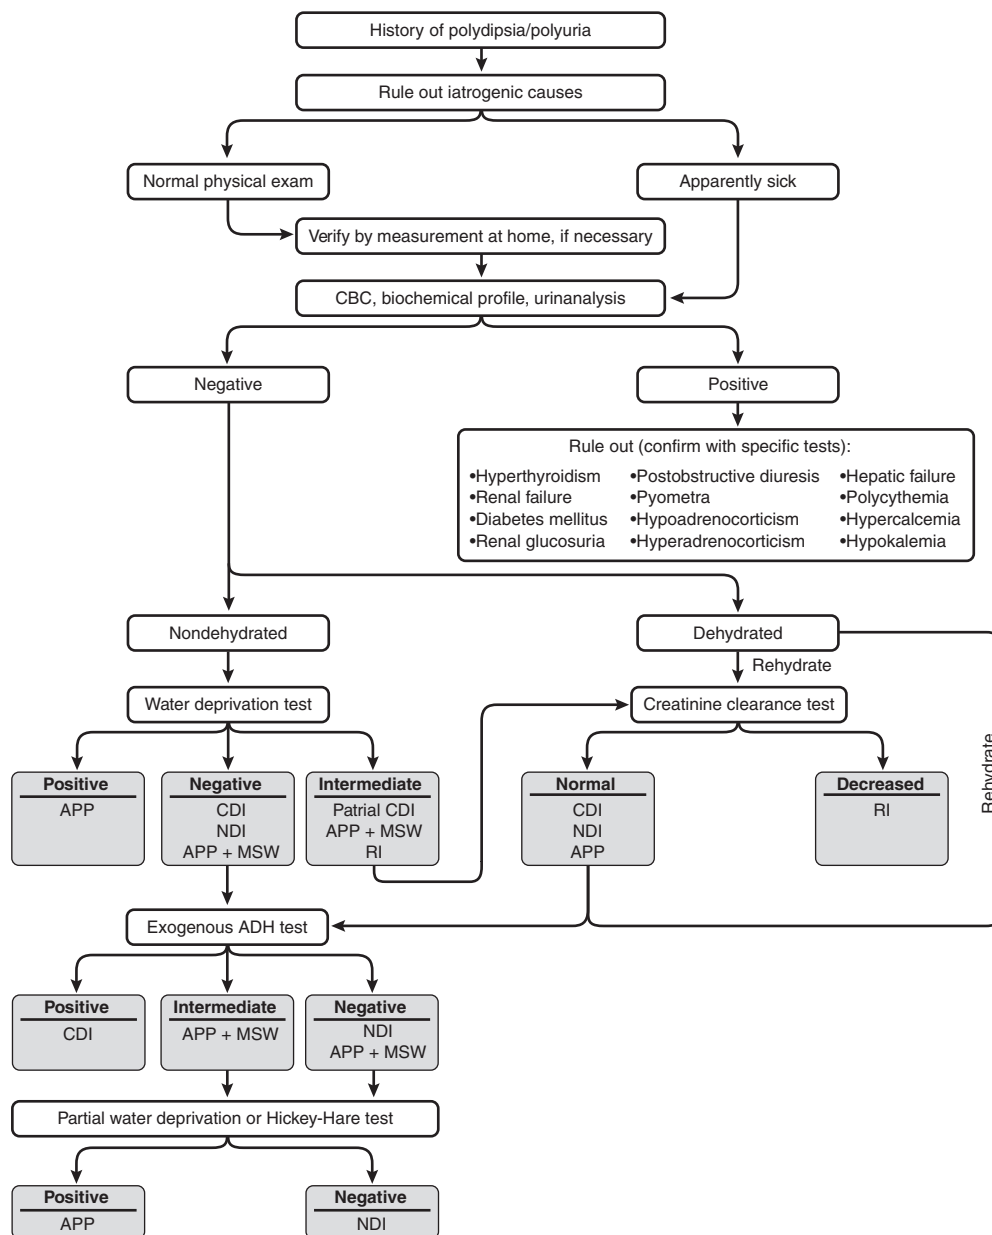 History of polydipsia/polyuria
Rule out iatrogenic causes
Normal physical exam
Apparently sick
Verify by measurement at home, if necessary
CBC, biochemical profile, urinanalysis
Negative
Positive
Rule out (confirm with specific tests):
•Hyperthyroidism
•Renal failure
•Diabetes mellitus
•Renal glucosuria
•Postobstructive diuresis
•Pyometra
•Hypoadrenocorticism
•Hyperadrenocorticism
•Hepatic failure
•Polycythemia
•Hypercalcemia
•Hypokalemia
Nondehydrated
Dehydrated
Rehydrate
Water deprivation test
Creatinine clearance test
Rehydrate
Positive
APP
Negative
CDI
NDI
APP + MSW
Intermediate
Patrial CDI
APP + MSW
RI
Normal
CDI
NDI
APP
Decreased
RI
Exogenous ADH test
Positive
CDI
Intermediate
APP + MSW
Negative
NDI
APP + MSW
Partial water deprivation or Hickey-Hare test
Positive
APP
Negative
NDI